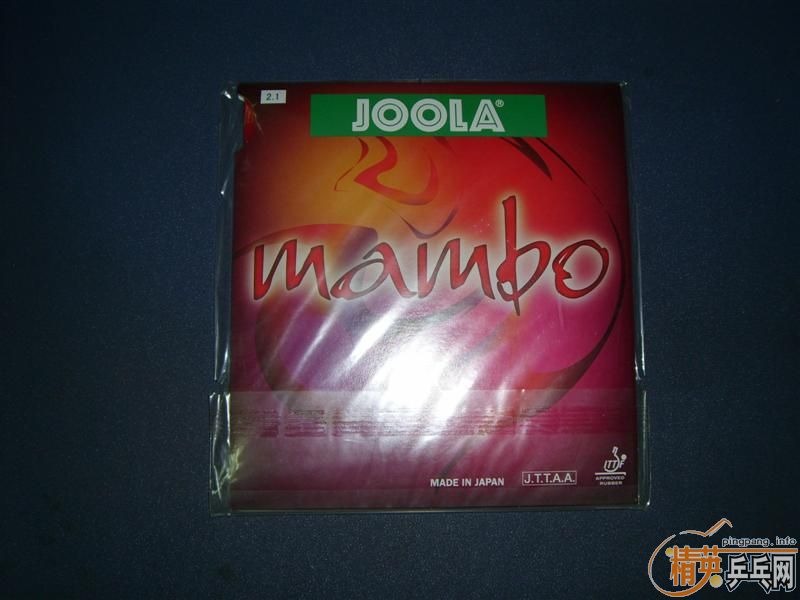 2.1
JOOLA®
mambo
MADE IN JAPAN
J.T.T.A.A.
ITTF
APPROVED
RUBBER
pingpang.info
精英乒乓网